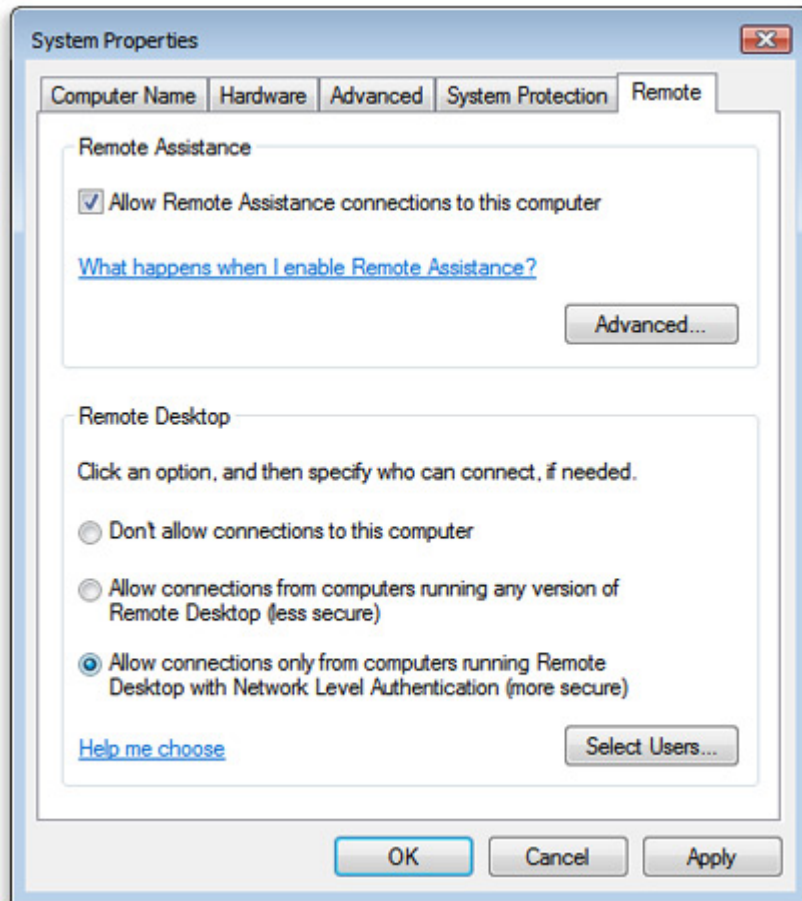 System Properties
Computer Name Hardware Advanced System Protection Remote
Remote Assistance
Allow Remote Assistance connections to this computer
What happens when I enable Remote Assistance?
Advanced...
Remote Desktop
Click an option, and then specify who can connect, if needed.
Don't allow connections to this computer
Allow connections from computers running any version of
Remote Desktop (less secure)
Allow connections only from computers running Remote
Desktop with Network Level Authentication (more secure)
Help me choose Select Users...
OK Cancel Apply